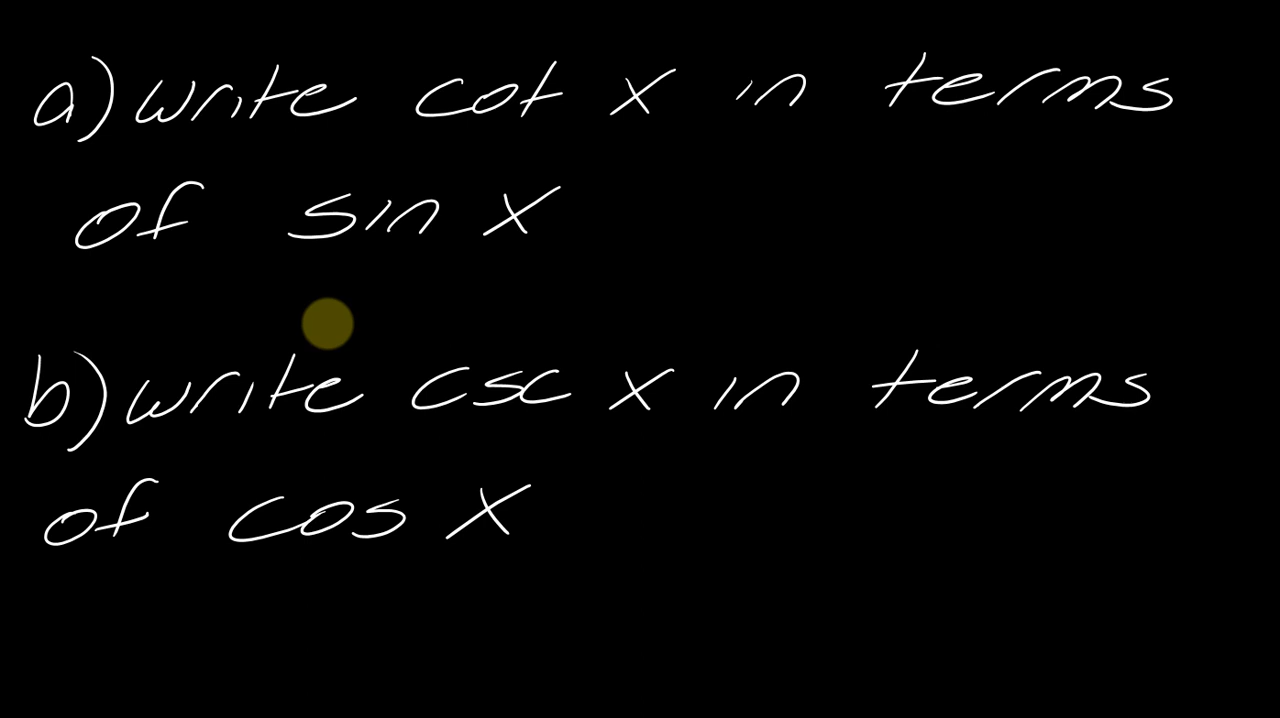 a) write cot x in terms
of sin x
b) write csc x in terms
of cos x